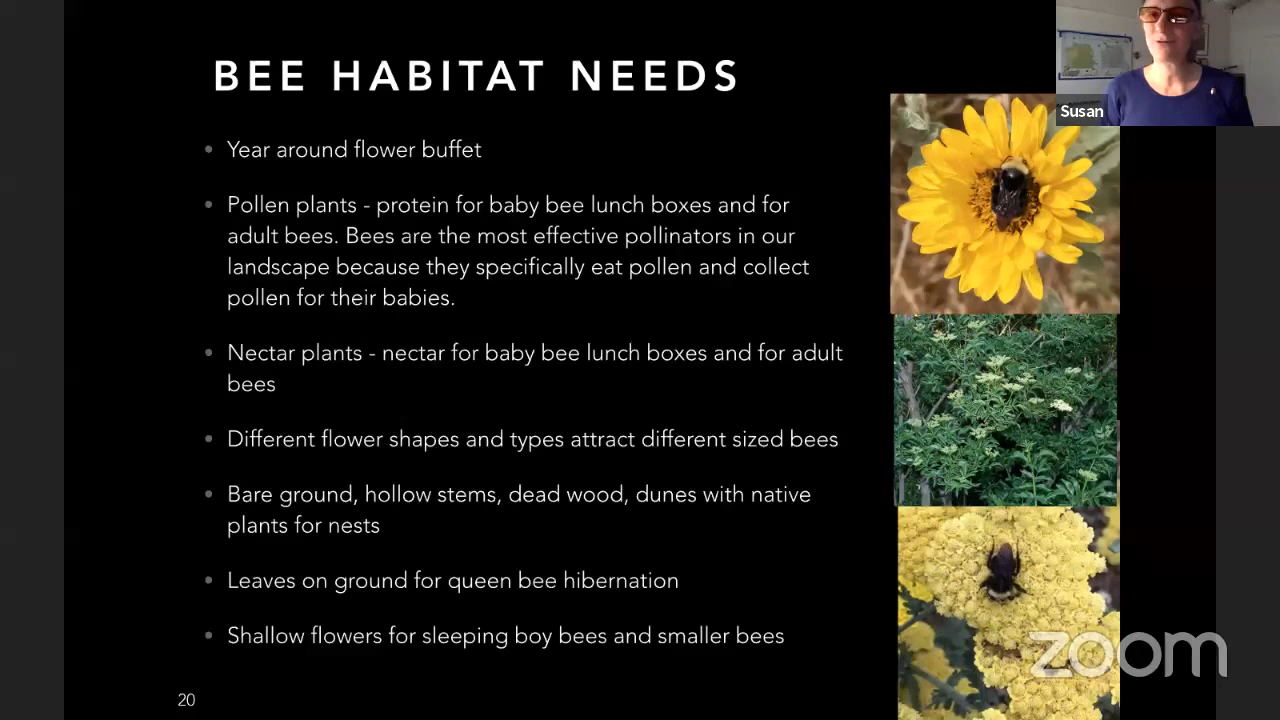 BEE HABITAT NEEDS
Susan
• Year around flower buffet
• Pollen plants - protein for baby bee lunch boxes and for
adult bees. Bees are the most effective pollinators in our
landscape because they specifically eat pollen and collect
pollen for their babies.
• Nectar plants - nectar for baby bee lunch boxes and for adult
bees
• Different flower shapes and types attract different sized bees
• Bare ground, hollow stems, dead wood, dunes with native
plants for nests
• Leaves on ground for queen bee hibernation
• Shallow flowers for sleeping boy bees and smaller bees
zoom
20